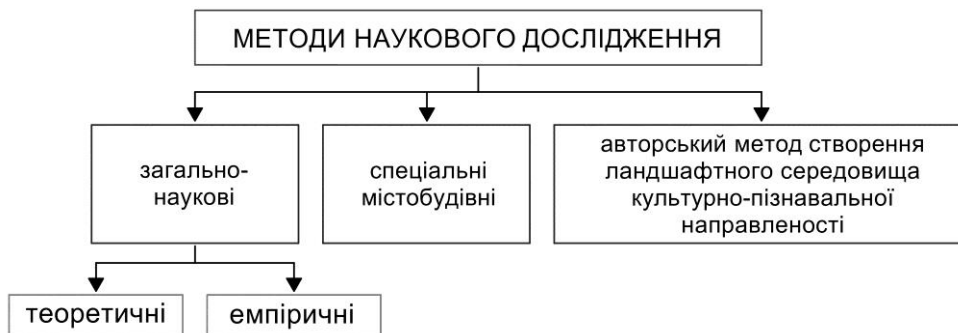 МЕТОДИ НАУКОВОГО ДОСЛІДЖЕННЯ
загально-
наукові
спеціальні
містобудівні
авторський метод створення
ландшафтного середовища
культурно-пізнавальної
направленості
теоретичні
емпіричні